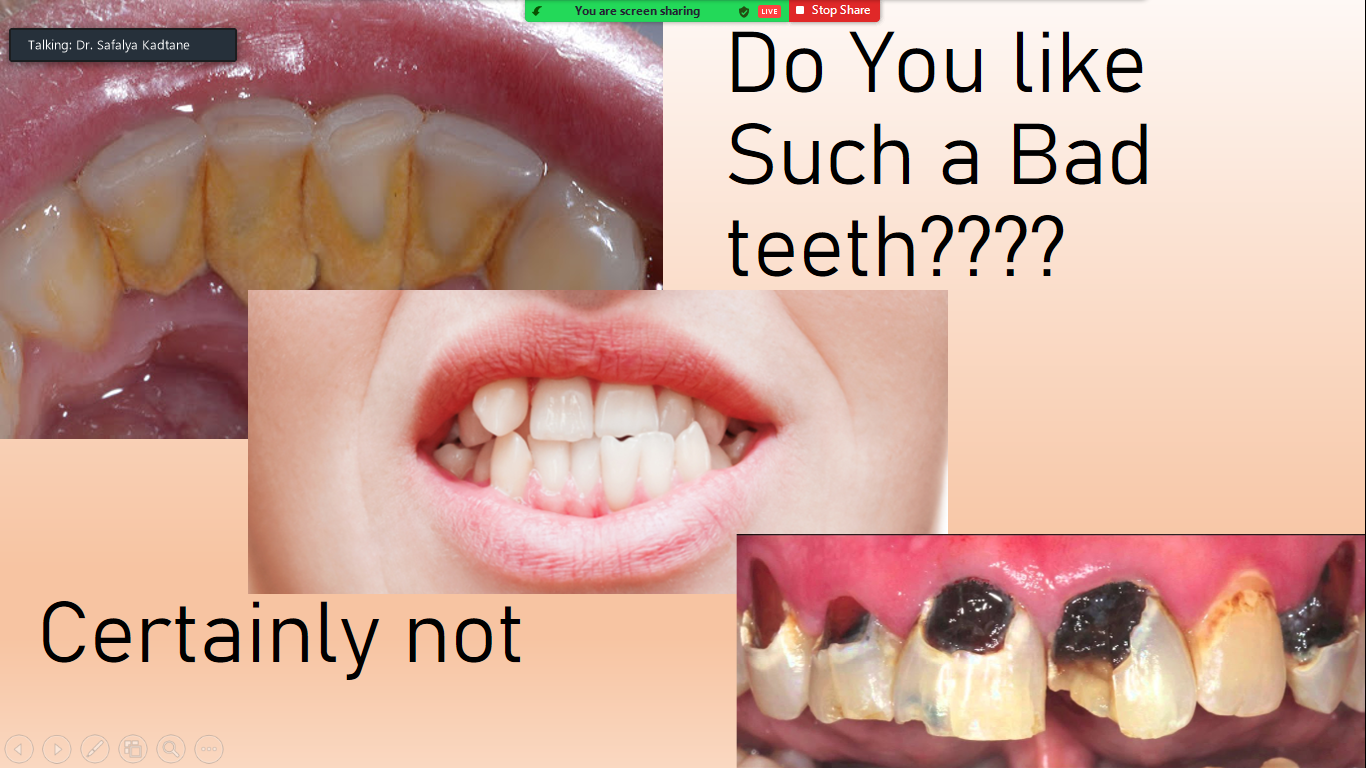 You are screen sharing LIVE Stop Share
Talking: Dr. Safalya Kadtane
Do You like
Such a Bad
teeth????
Certainly not